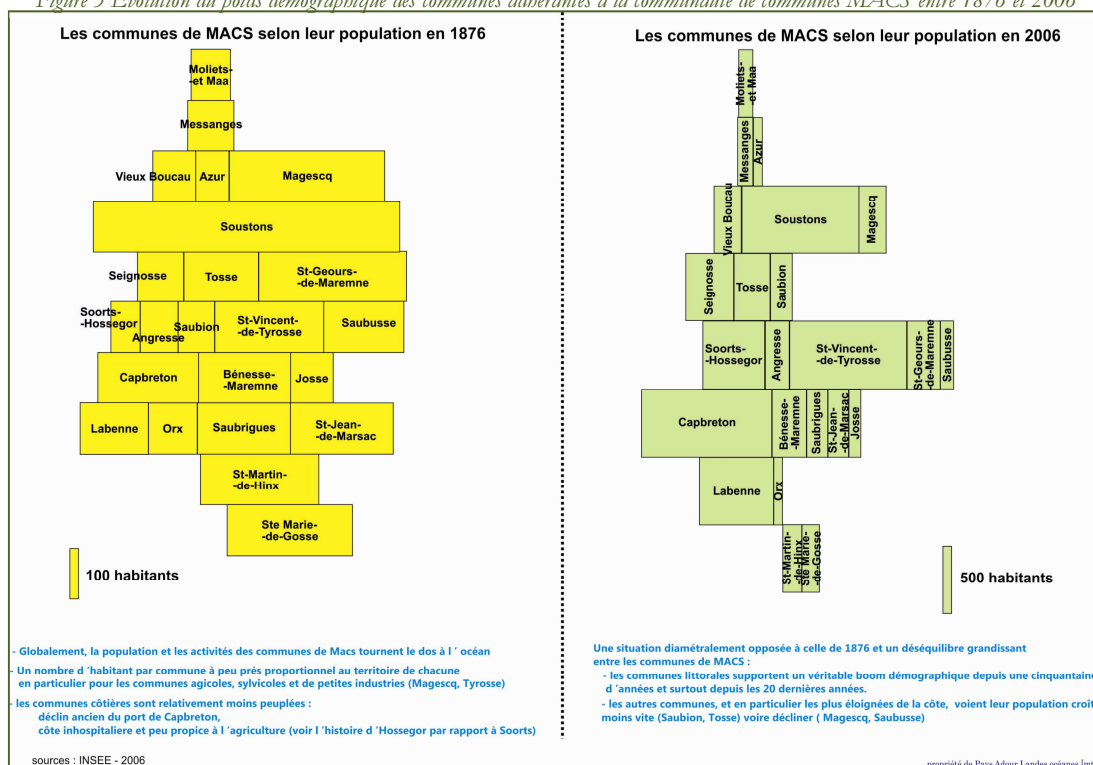 Figure 5 Evolution du poids démographique des communes adhérantes à la communauté de communes MACS entre 1876 et 2006
Les communes de MACS selon leur population en 1876
Moliets-
-et Maa
Messanges
Vieux Boucau
Azur
Magescq
Soustons
Seignosse
Tosse
St-Geours-
-de-Maremne
Soorts-
-Hossegor
Angresse
Saubion
St-Vincent-
-de-Tyrosse
Saubusse
Capbreton
Bénesse-
-Maremne
Josse
Labenne
Orx
Saubrigues
St-Jean-
-de-Marsac
St-Martin-
-de-Hinx
Ste Marie-
-de-Gosse
100 habitants
- Globalement, la population et les activités des communes de Macs tournent le dos à l ’ océan
- Un nombre d ’habitant par commune à peu prés proportionnel au territoire de chacune
en particulier pour les communes agicoles, sylvicoles et de petites industries (Magescq, Tyrosse)
- les communes côtières sont relativement moins peuplées :
déclin ancien du port de Capbreton,
côte inhospitaliere et peu propice à l ’agriculture (voir l ’histoire d ’Hossegor par rapport à Soorts)
sources : INSEE - 2006
Les communes de MACS selon leur population en 2006
Moliets-
-et Maa
Messanges
Azur
Vieux Boucau
Soustons
Magescq
Seignosse
Tosse
Saubion
Soorts-
-Hossegor
Angresse
St-Vincent-
-de-Tyrosse
St-Geours-
-de-Maremne
Saubusse
Capbreton
Bénesse-
-Maremne
Saubrigues
St-Jean-
-de-Marsac
Josse
Labenne
Orx
St-Martin-
-de-Hinx
Ste Marie-
-de-Gosse
500 habitants
Une situation diamétralement opposée à celle de 1876 et un déséquilibre grandissant
entre les communes de MACS :
- les communes littorales supportent un véritable boom démographique depuis une cinquantaine
d ’années et surtout depuis les 20 dernières années.
- les autres communes, et en particulier les plus éloignées de la côte, voient leur population croît
moins vite (Saubion, Tosse) voire décliner ( Magescq, Saubusse)
propriété de Pays Adour Landes océanes